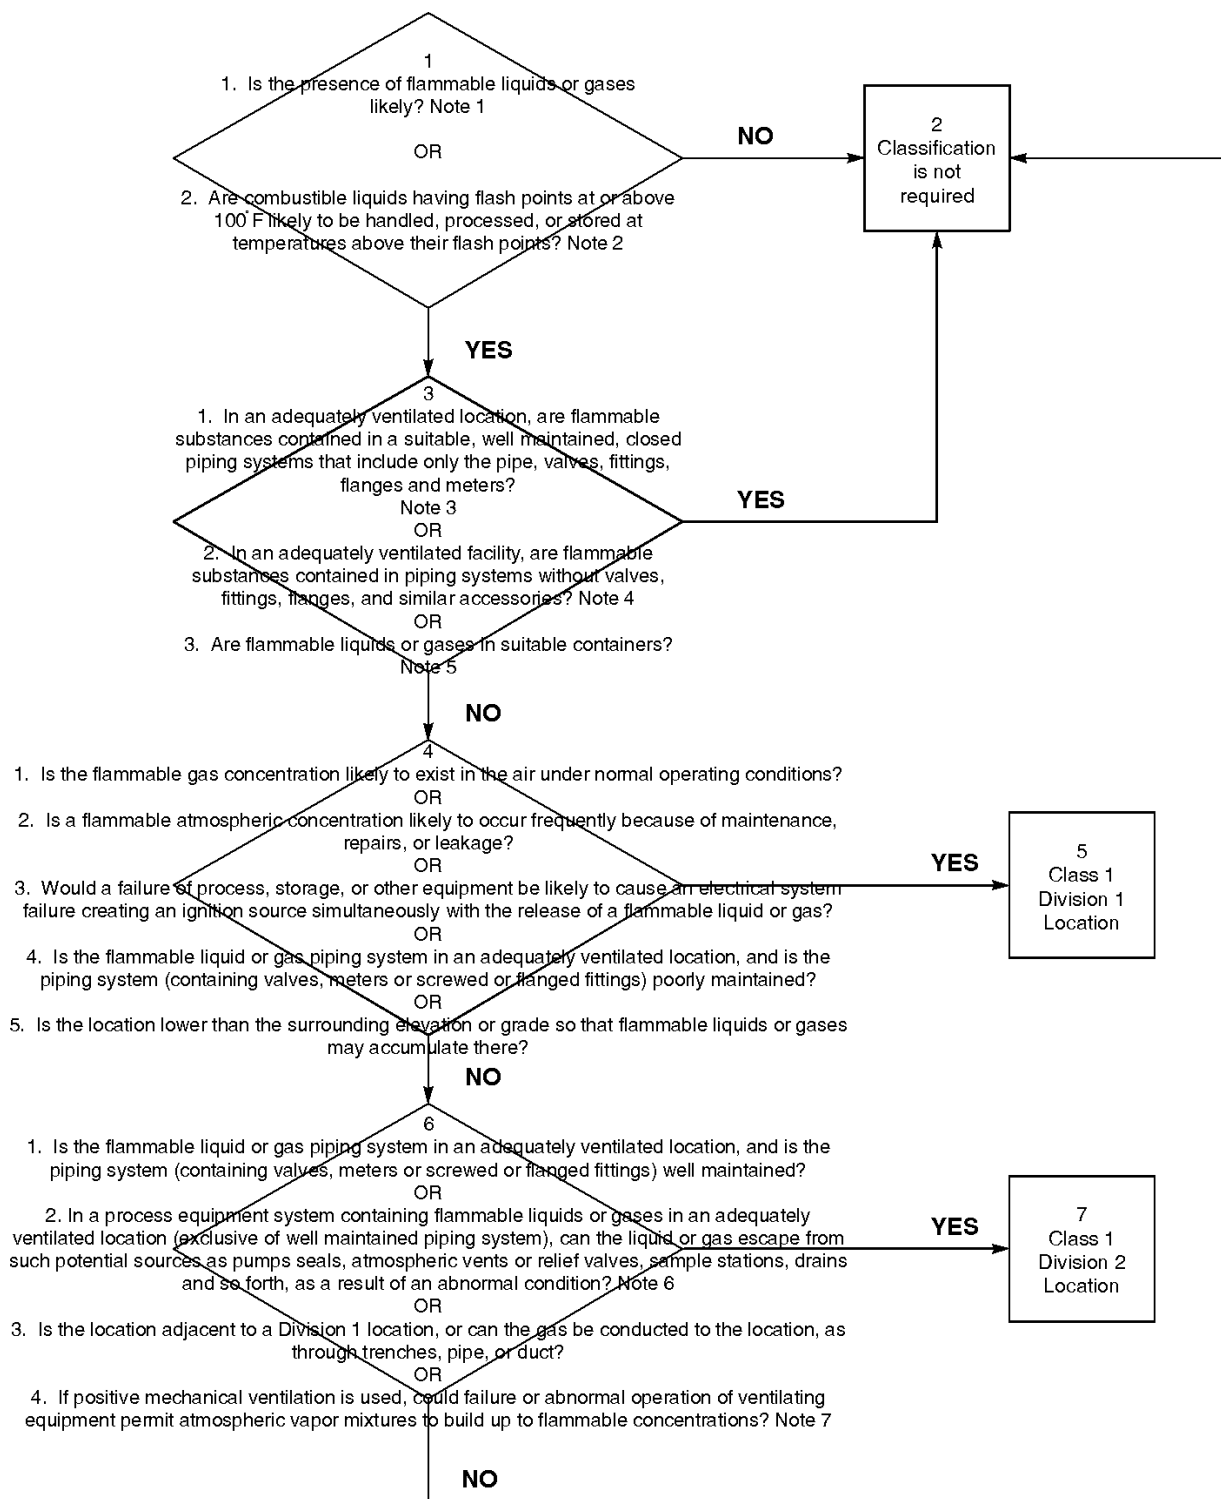 1
1. Is the presence of flammable liquids or gases
likely? Note 1
OR
2. Are combustible liquids having flash points at or above
100°F likely to be handled, processed, or stored at
temperatures above their flash points? Note 2
NO
2
Classification
is not
required
YES
3
1. In an adequately ventilated location, are flammable
substances contained in a suitable, well maintained, closed
piping systems that include only the pipe, valves, fittings,
flanges and meters?
Note 3
OR
2. In an adequately ventilated facility, are flammable
substances contained in piping systems without valves,
fittings, flanges, and similar accessories? Note 4
OR
3. Are flammable liquids or gases in suitable containers?
Note 5
YES
NO
4
1. Is the flammable gas concentration likely to exist in the air under normal operating conditions?
OR
2. Is a flammable atmospheric concentration likely to occur frequently because of maintenance,
repairs, or leakage?
OR
3. Would a failure of process, storage, or other equipment be likely to cause an electrical system
failure creating an ignition source simultaneously with the release of a flammable liquid or gas?
OR
4. Is the flammable liquid or gas piping system in an adequately ventilated location, and is the
piping system (containing valves, meters or screwed or flanged fittings) poorly maintained?
OR
5. Is the location lower than the surrounding elevation or grade so that flammable liquids or gases
may accumulate there?
YES
5
Class 1
Division 1
Location
NO
6
1. Is the flammable liquid or gas piping system in an adequately ventilated location, and is the
piping system (containing valves, meters or screwed or flanged fittings) well maintained?
OR
2. In a process equipment system containing flammable liquids or gases in an adequately
ventilated location (exclusive of well maintained piping system), can the liquid or gas escape from
such potential sources as pumps seals, atmospheric vents or relief valves, sample stations, drains
and so forth, as a result of an abnormal condition? Note 6
OR
3. Is the location adjacent to a Division 1 location, or can the gas be conducted to the location, as
through trenches, pipe, or duct?
OR
4. If positive mechanical ventilation is used, could failure or abnormal operation of ventilating
equipment permit atmospheric vapor mixtures to build up to flammable concentrations? Note 7
YES
7
Class 1
Division 2
Location
NO